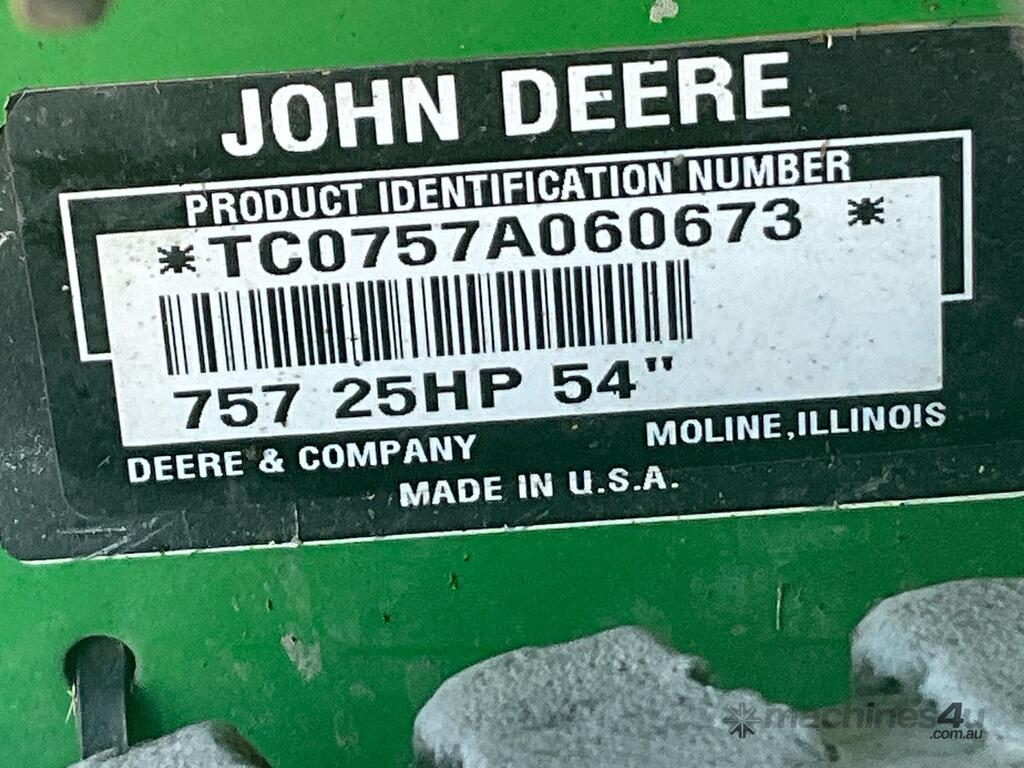 JOHN DEERE
PRODUCT IDENTIFICATION NUMBER
*TC0757A060673 *
757 25HP 54"
DEERE & COMPANY MOLINE,ILLINOIS
MADE IN U.S.A.
machines4u
.com.au